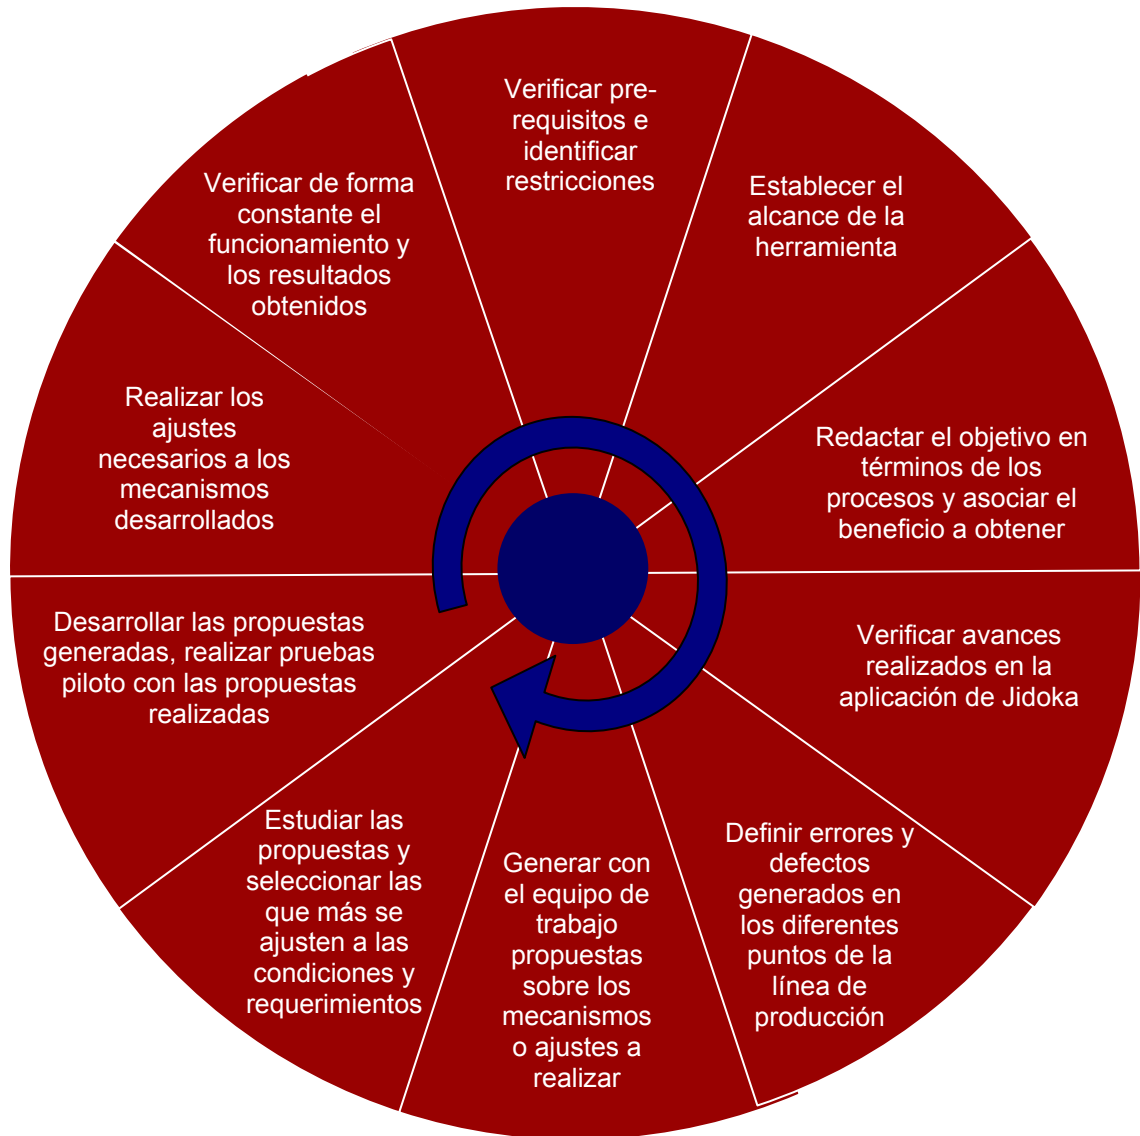 Verificar pre-
requisitos e
identificar
restricciones
Establecer el
alcance de la
herramienta
Redactar el objetivo en
términos de los
procesos y asociar el
beneficio a obtener
Verificar avances
realizados en la
aplicación de Jidoka
Definir errores y
defectos
generados en
los diferentes
puntos de la
línea de
producción
Generar con
el equipo de
trabajo
propuestas
sobre los
mecanismos
o ajustes a
realizar
Estudiar las
propuestas y
seleccionar las
que más se
ajusten a las
condiciones y
requerimientos
Desarrollar las propuestas
generadas, realizar pruebas
piloto con las propuestas
realizadas
Realizar los
ajustes
necesarios a los
mecanismos
desarrollados
Verificar de forma
constante el
funcionamiento y
los resultados
obtenidos